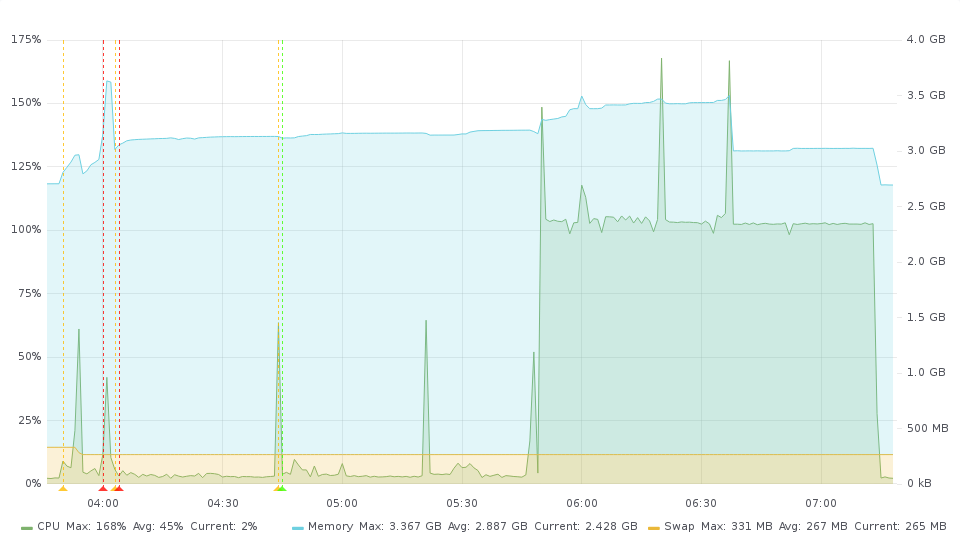 175% 4.0 GB
150% 3.5 GB
125% 3.0 GB
100% 2.5 GB
2.0 GB
75%
1.5 GB
50%
1.0 GB
25%
500 MB
0% 0 kB
04:00 04:30 05:00 05:30 06:00 06:30 07:00
CPU Max: 168% Avg: 45% Current: 2% Memory Max: 3.367 GB Avg: 2.887 GB Current: 2.428 GB Swap Max: 331 MB Avg: 267 MB Current: 265 MB